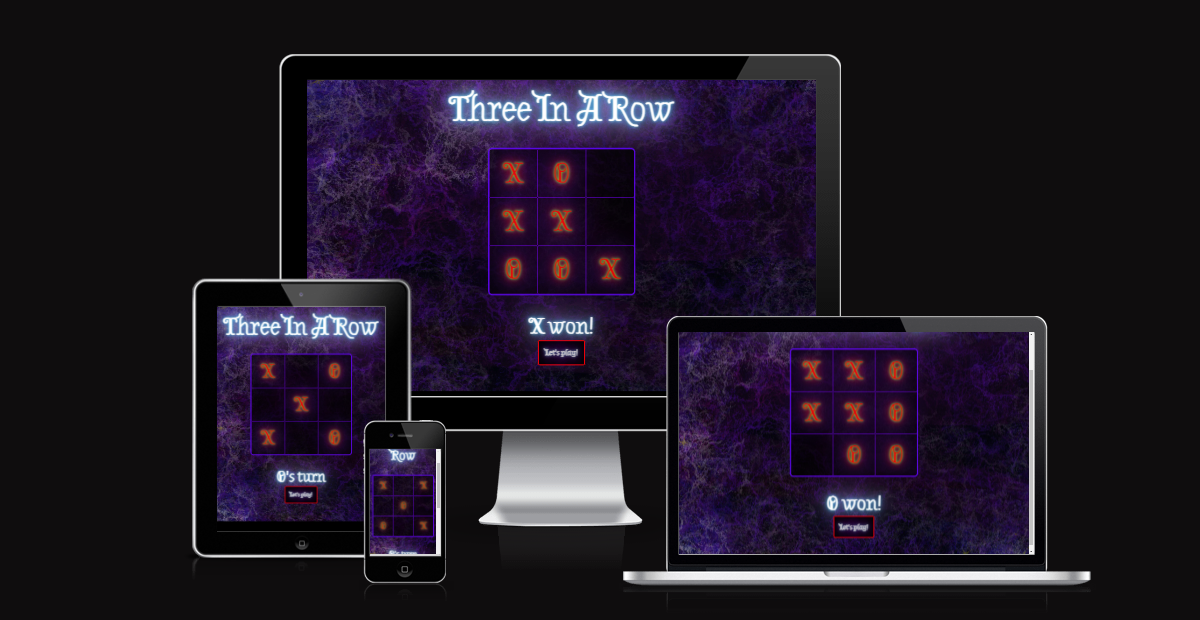 Three In A Row
X O
X X
O O X
X won!
Let's play!
Three In A Row
X O
X
X O
O's turn
Let's play!
Row
X X
O
O X
X X O
X X O
O O
O won!
Let's play!